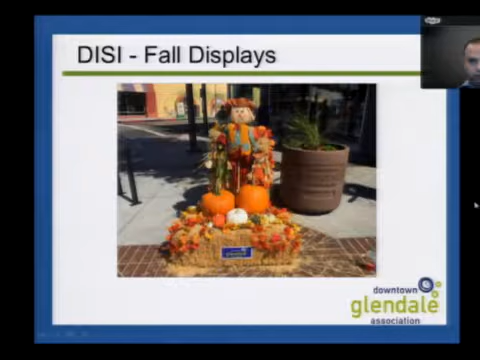 DISI - Fall Displays
downtown
glendale
association